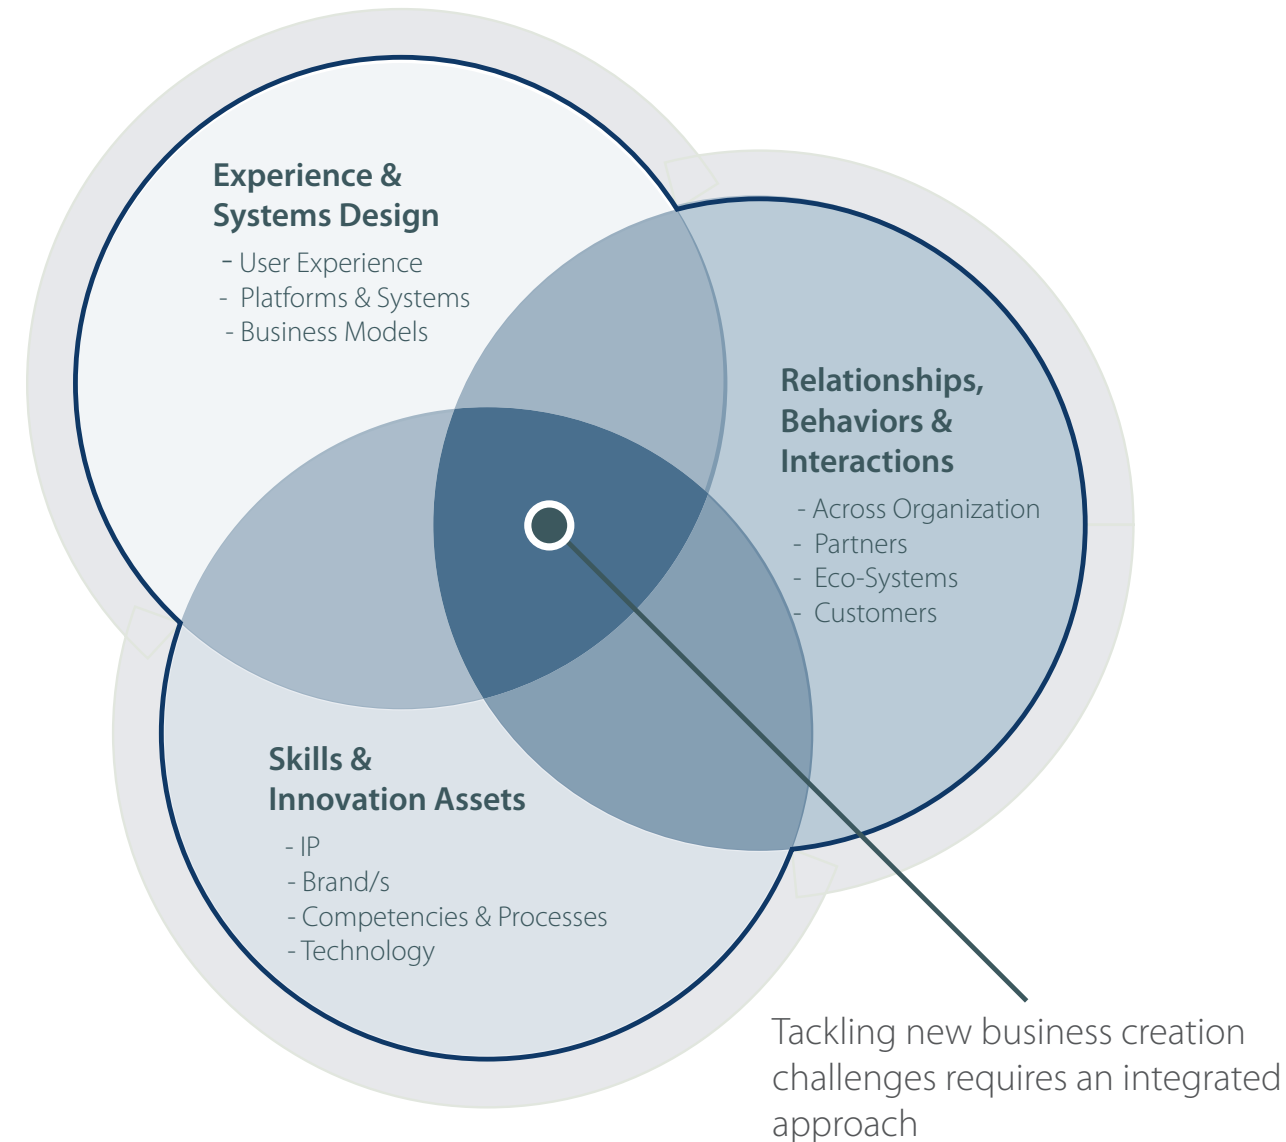 Experience &
Systems Design
- User Experience
- Platforms & Systems
- Business Models
Relationships,
Behaviors &
Interactions
- Across Organization
- Partners
- Eco-Systems
- Customers
Skills &
Innovation Assets
- IP
- Brand/s
- Competencies & Processes
- Technology
Tackling new business creation
challenges requires an integrated
approach